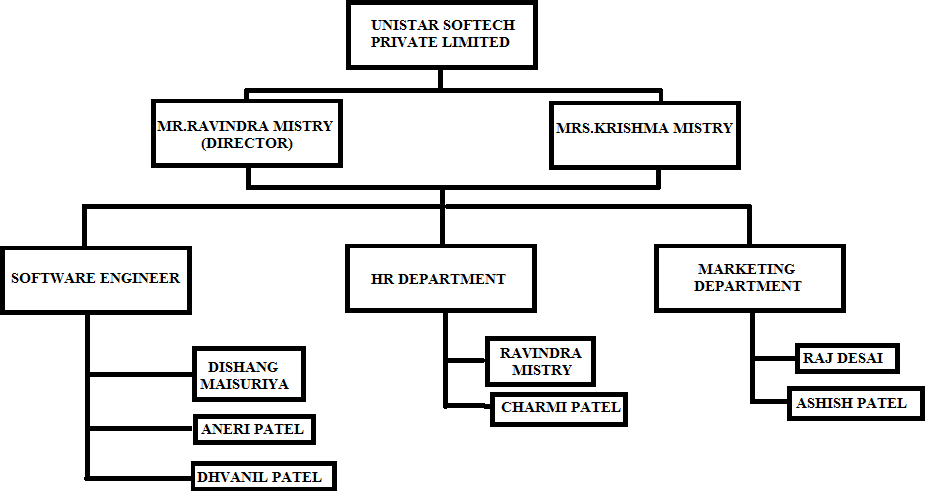 UNISTAR SOFTECH
PRIVATE LIMITED
MR.RAVINDRA MISTRY
(DIRECTOR)
MRS.KRISHMA MISTRY
SOFTWARE ENGINEER
HR DEPARTMENT
MARKETING
DEPARTMENT
DISHANG
MAISURIYA
ANERI PATEL
DHVANIL PATEL
RAVINDRA
MISTRY
CHARMI PATEL
RAJ DESAI
ASHISH PATEL